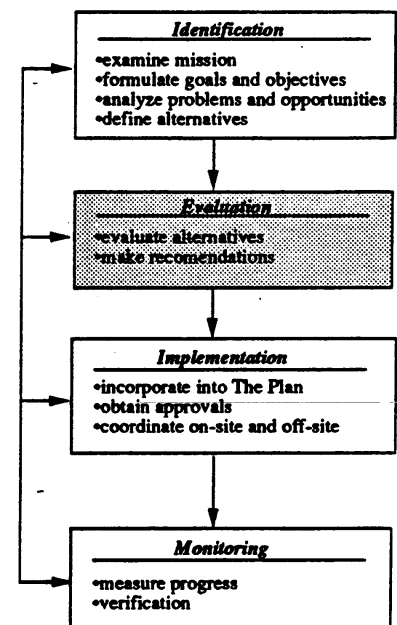 Identification
•examine mission
•formulate goals and objectives
•analyze problems and opportunities
•define alternatives
Evaluation
•evaluate alternatives
•make recomendations
Implementation
•incorporate into The Plan
•obtain approvals
•coordinate on-site and off-site
Monitoring
•measure progress
•verification